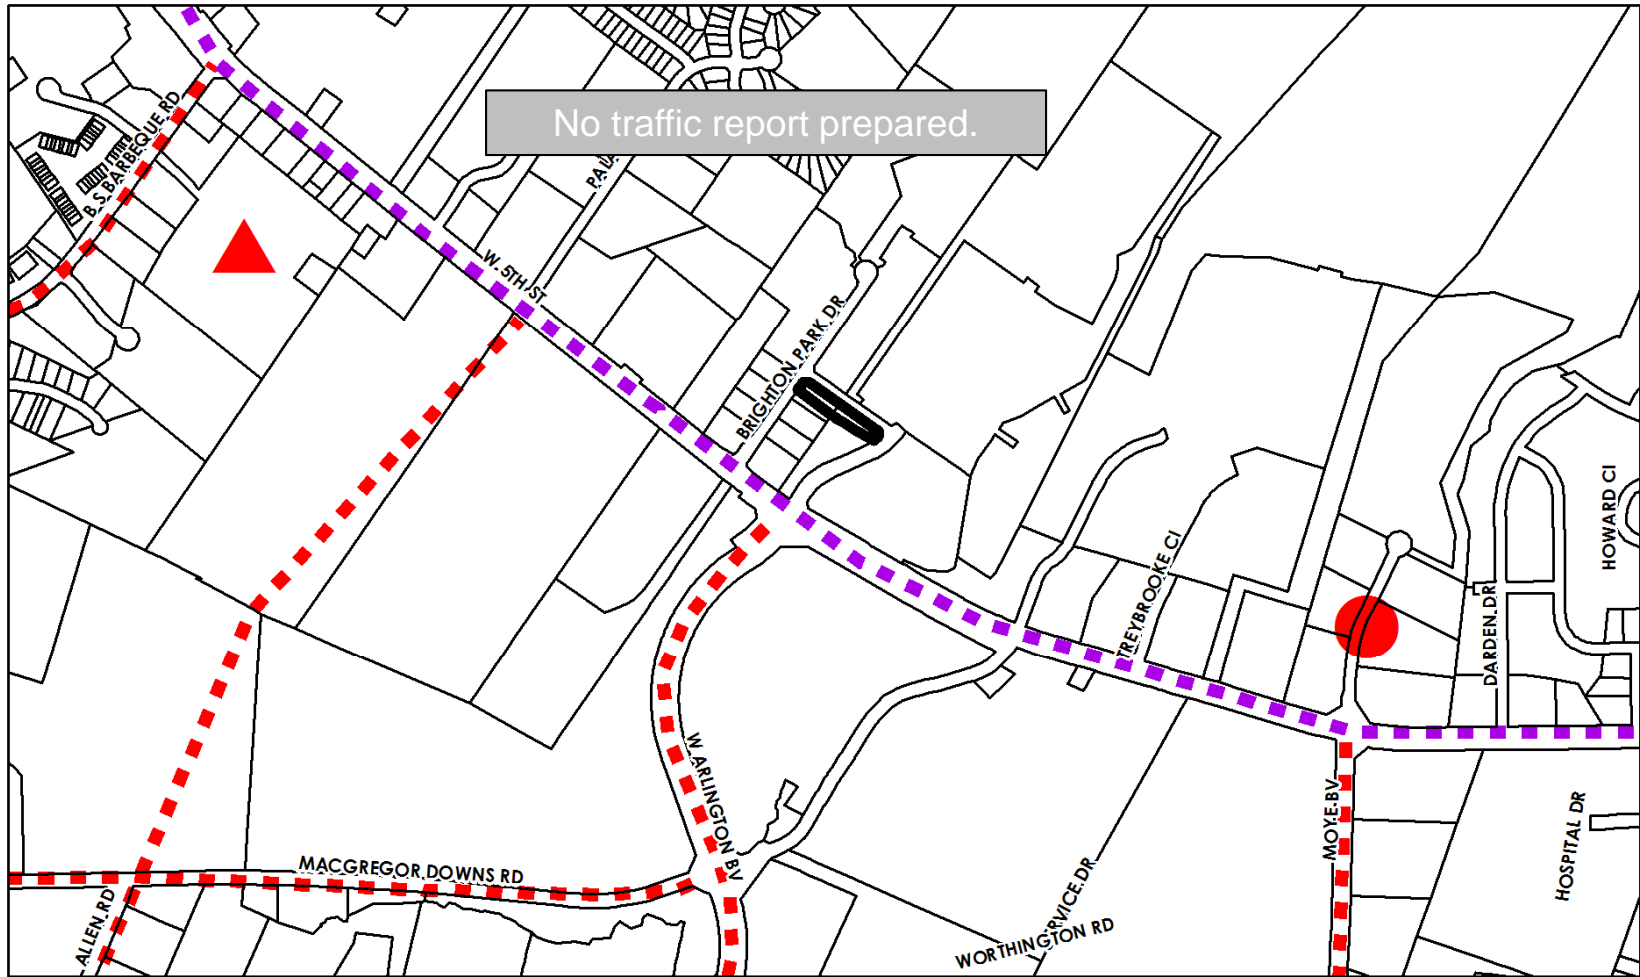 No traffic report prepared.
B S BARBEQUE RD
W 5TH ST
BRIGHTON PARK DR
TREYBROOKE CI
HOWARD CI
DARDEN DR
W ARLINGTON BV
MOYE BV
HOSPITAL DR
MACGREGOR DOWNS RD
ALLEN RD
WORTHINGTON RD